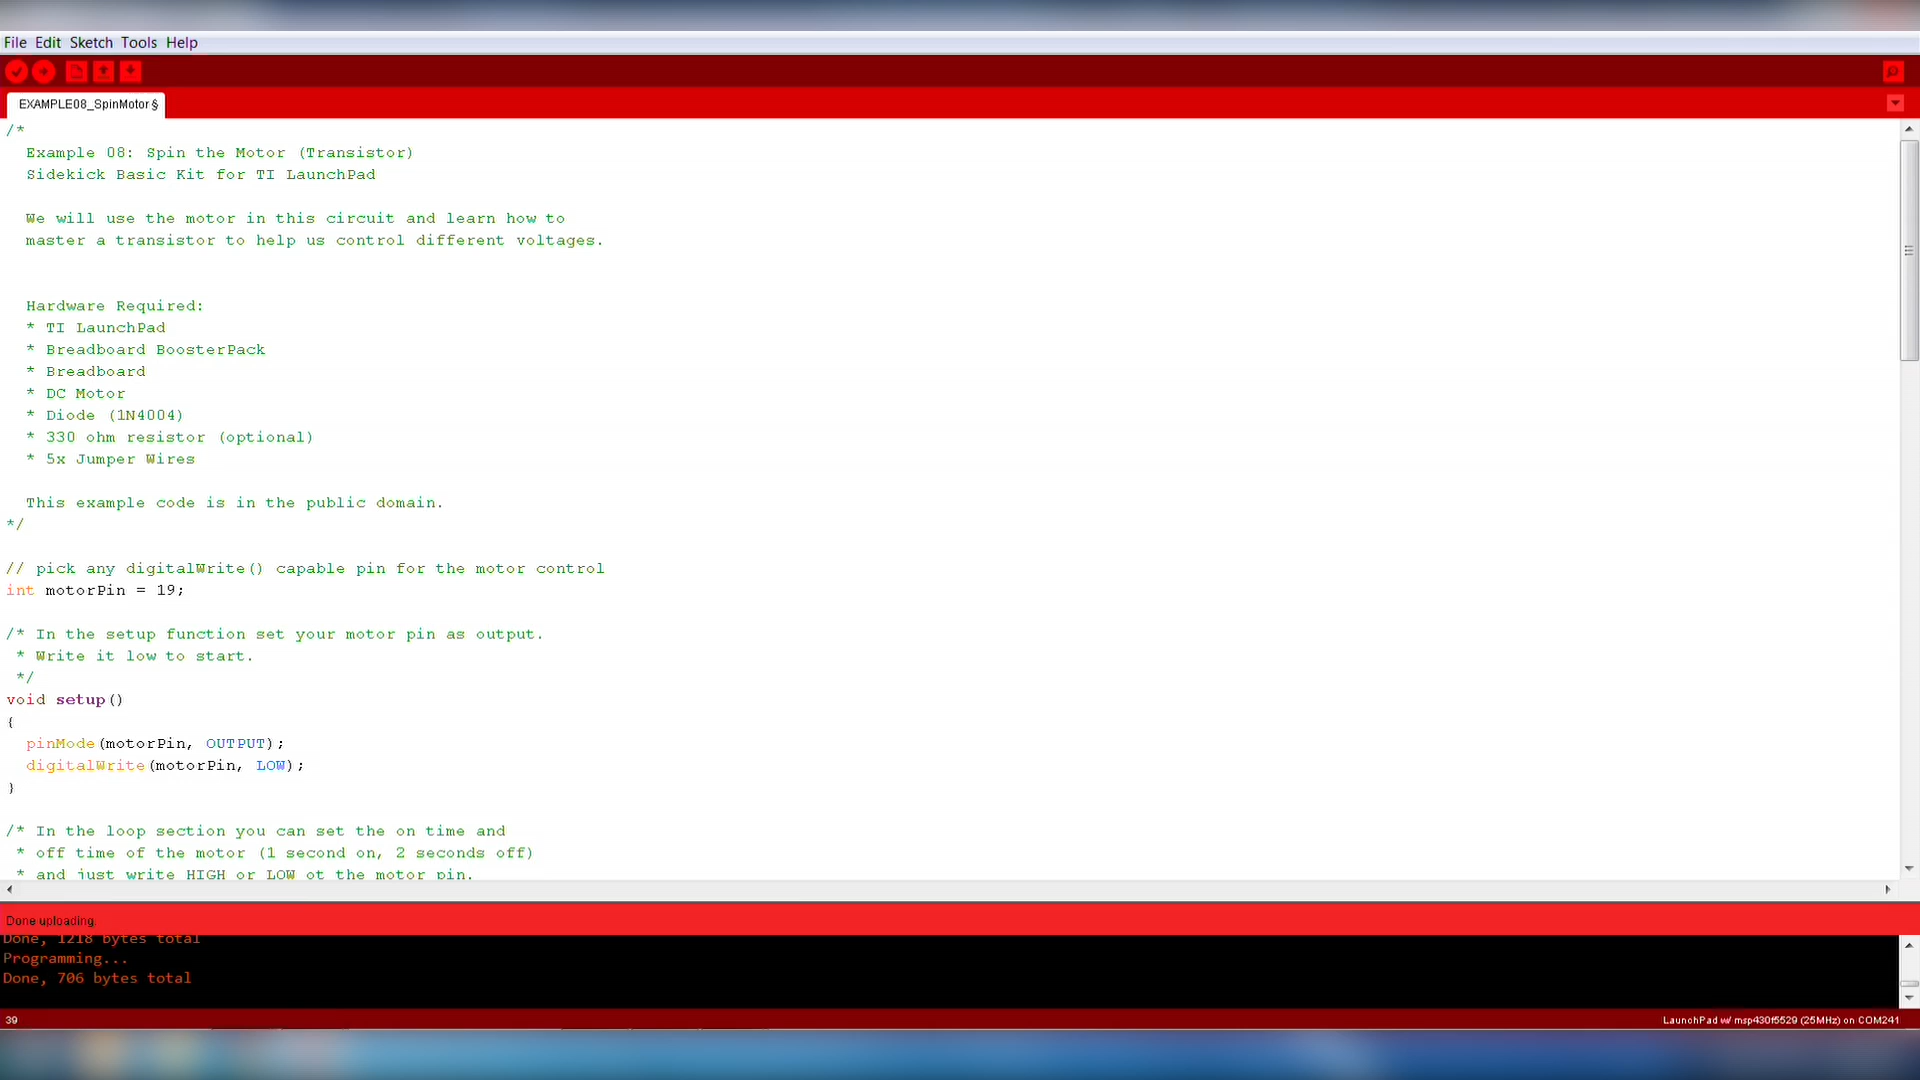 File Edit Sketch Tools Help
EXAMPLE08_SpinMotor §
/*
Example 08: Spin the Motor (Transistor)
Sidekick Basic Kit for TI LaunchPad
We will use the motor in this circuit and learn how to
master a transistor to help us control different voltages.
Hardware Required:
* TI LaunchPad
* Breadboard BoosterPack
* Breadboard
* DC Motor
* Diode (1N4004)
* 330 ohm resistor (optional)
* 5x Jumper Wires
This example code is in the public domain.
*/
// pick any digitalWrite() capable pin for the motor control
int motorPin = 19;
/* In the setup function set your motor pin as output.
* Write it low to start.
*/
void setup()
{
pinMode(motorPin, OUTPUT);
digitalWrite(motorPin, LOW);
}
/* In the loop section you can set the on time and
* off time of the motor (1 second on, 2 seconds off)
* and just write HIGH or LOW ot the motor pin.
Done uploading.
Done, 1218 bytes total
Programming...
Done, 706 bytes total
39
LaunchPad w/ msp430f5529 (25MHz) on COM241